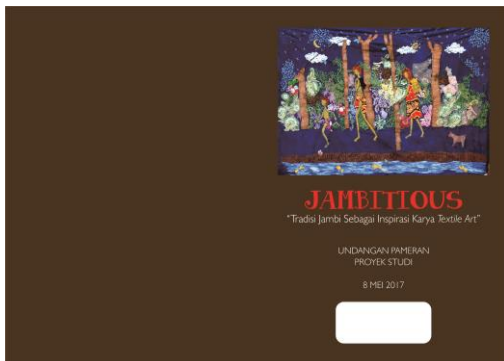 JAMBITIOUS
"Tradisi Jambi Sebagai Inspirasi Karya Textile Art"
UNDANGAN PAMERAN
PROYEK STUDI
8 MEI 2017